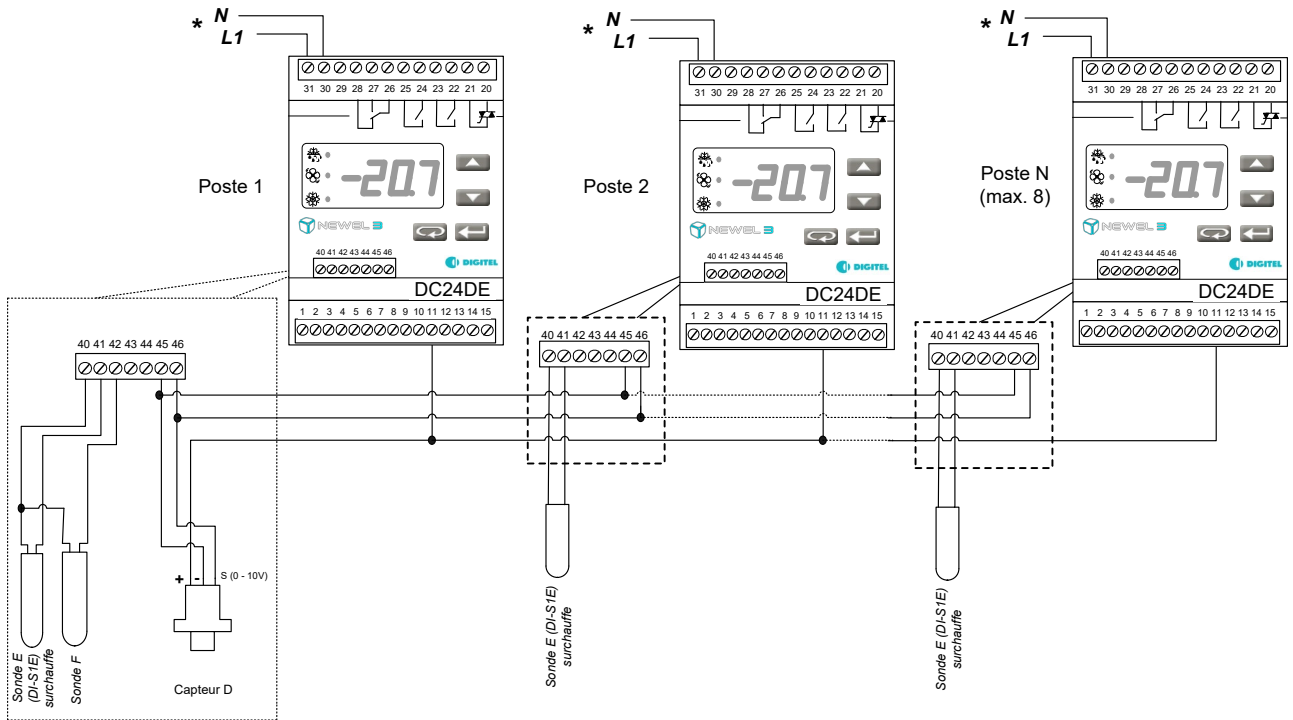 * N
L1
* N
L1
* N
L1
31 30 29 28 27 26 25 24 23 22 21 20
31 30 29 28 27 26 25 24 23 22 21 20
31 30 29 28 27 26 25 24 23 22 21 20
Poste 1
-20.7
Poste 2
-20.7
Poste N
(max. 8)
-20.7
NEWEL 3
NEWEL 3
NEWEL 3
40 41 42 43 44 45 46
DIGITEL
40 41 42 43 44 45 46
DIGITEL
40 41 42 43 44 45 46
DIGITEL
DC24DE
DC24DE
DC24DE
1 2 3 4 5 6 7 8 9 10 11 12 13 14 15
1 2 3 4 5 6 7 8 9 10 11 12 13 14 15
1 2 3 4 5 6 7 8 9 10 11 12 13 14 15
40 41 42 43 44 45 46
40 41 42 43 44 45 46
40 41 42 43 44 45 46
+ - S (0 - 10V)
Sonde E
(DI-S1E)
surchauffe
Sonde F
Capteur D
Sonde E (DI-S1E)
surchauffe
Sonde E (DI-S1E)
surchauffe